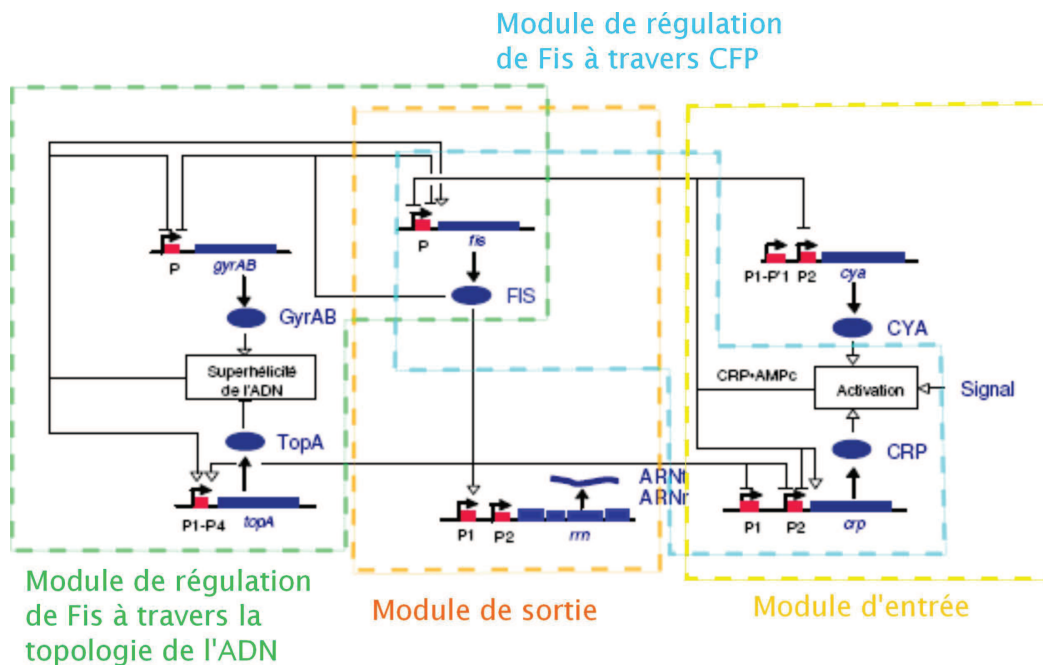 Module de régulation
de Fis à travers CFP
P
gyrAB
GyrAB
Superhélicité
de l'ADN
TopA
P1-P4
topA
P
fis
FIS
P1-P'1
P2
cya
CYA
CRP•AMPc
Activation
Signal
CRP
ARNt
ARNr
P1
P2
rrn
P1
P2
crp
Module de régulation
de Fis à travers la
topologie de l'ADN
Module de sortie
Module d'entrée